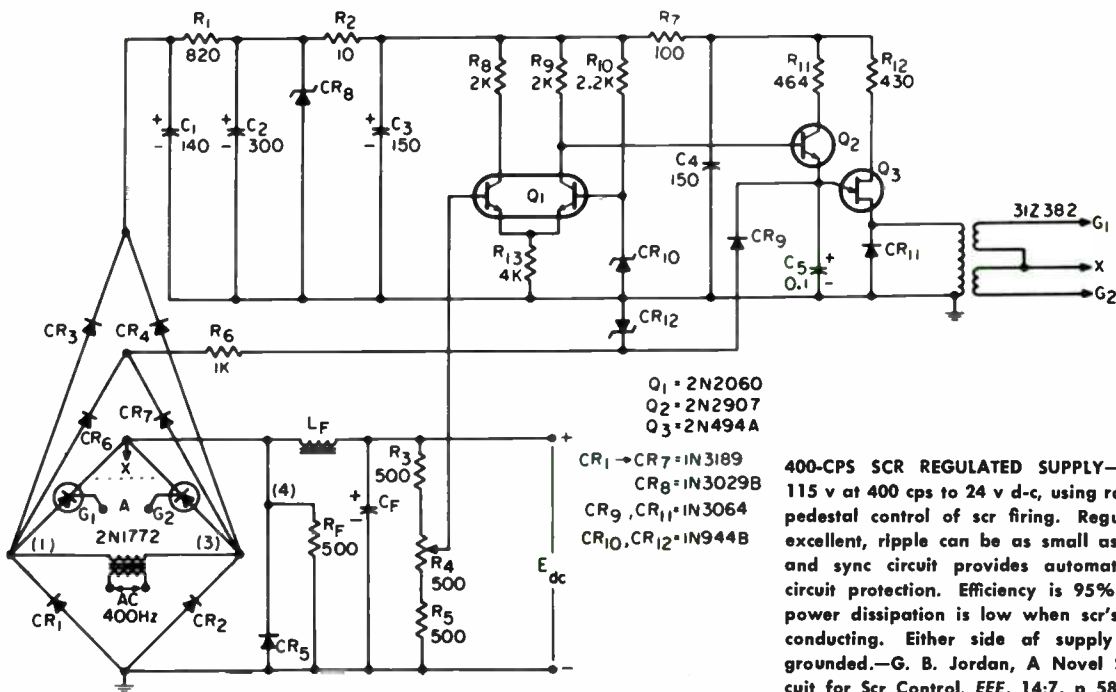 R1
820
R2
10
R7
100
R8
2K
R9
2K
R10
2.2K
R11
464
R12
430
CR8
+
-
C1
140
+
-
C2
300
+
-
C3
150
C4
150
Q1
Q2
Q3
R13
4K
CR10
CR9
C5
0.1
+
-
CR11
31Z382
G1
X
G2
CR12
CR3
CR4
R6
1K
CR6
CR7
X
G1
A
G2
2N1772
(1)
(3)
AC
400Hz
CR1
CR2
LF
(4)
RF
500
CR5
+
-
CF
R3
500
R4
500
R5
500
+
Edc
-
Q1 = 2N2060
Q2 = 2N2907
Q3 = 2N494A
CR1 → CR7 = 1N3189
CR8 = 1N3029B
CR9, CR11 = 1N3064
CR10, CR12 = 1N944B
400-CPS SCR REGULATED SUPPLY—
115 v at 400 cps to 24 v d-c, using
pedestal control of scr firing.
excellent, ripple can be as small as
and sync circuit provides
circuit protection. Efficiency is 95%
power dissipation is low when scr's
conducting. Either side af supply
grounded.—G. B. Jordan, A Novel
cuit for Scr Control, EEE, 14:7, p 58